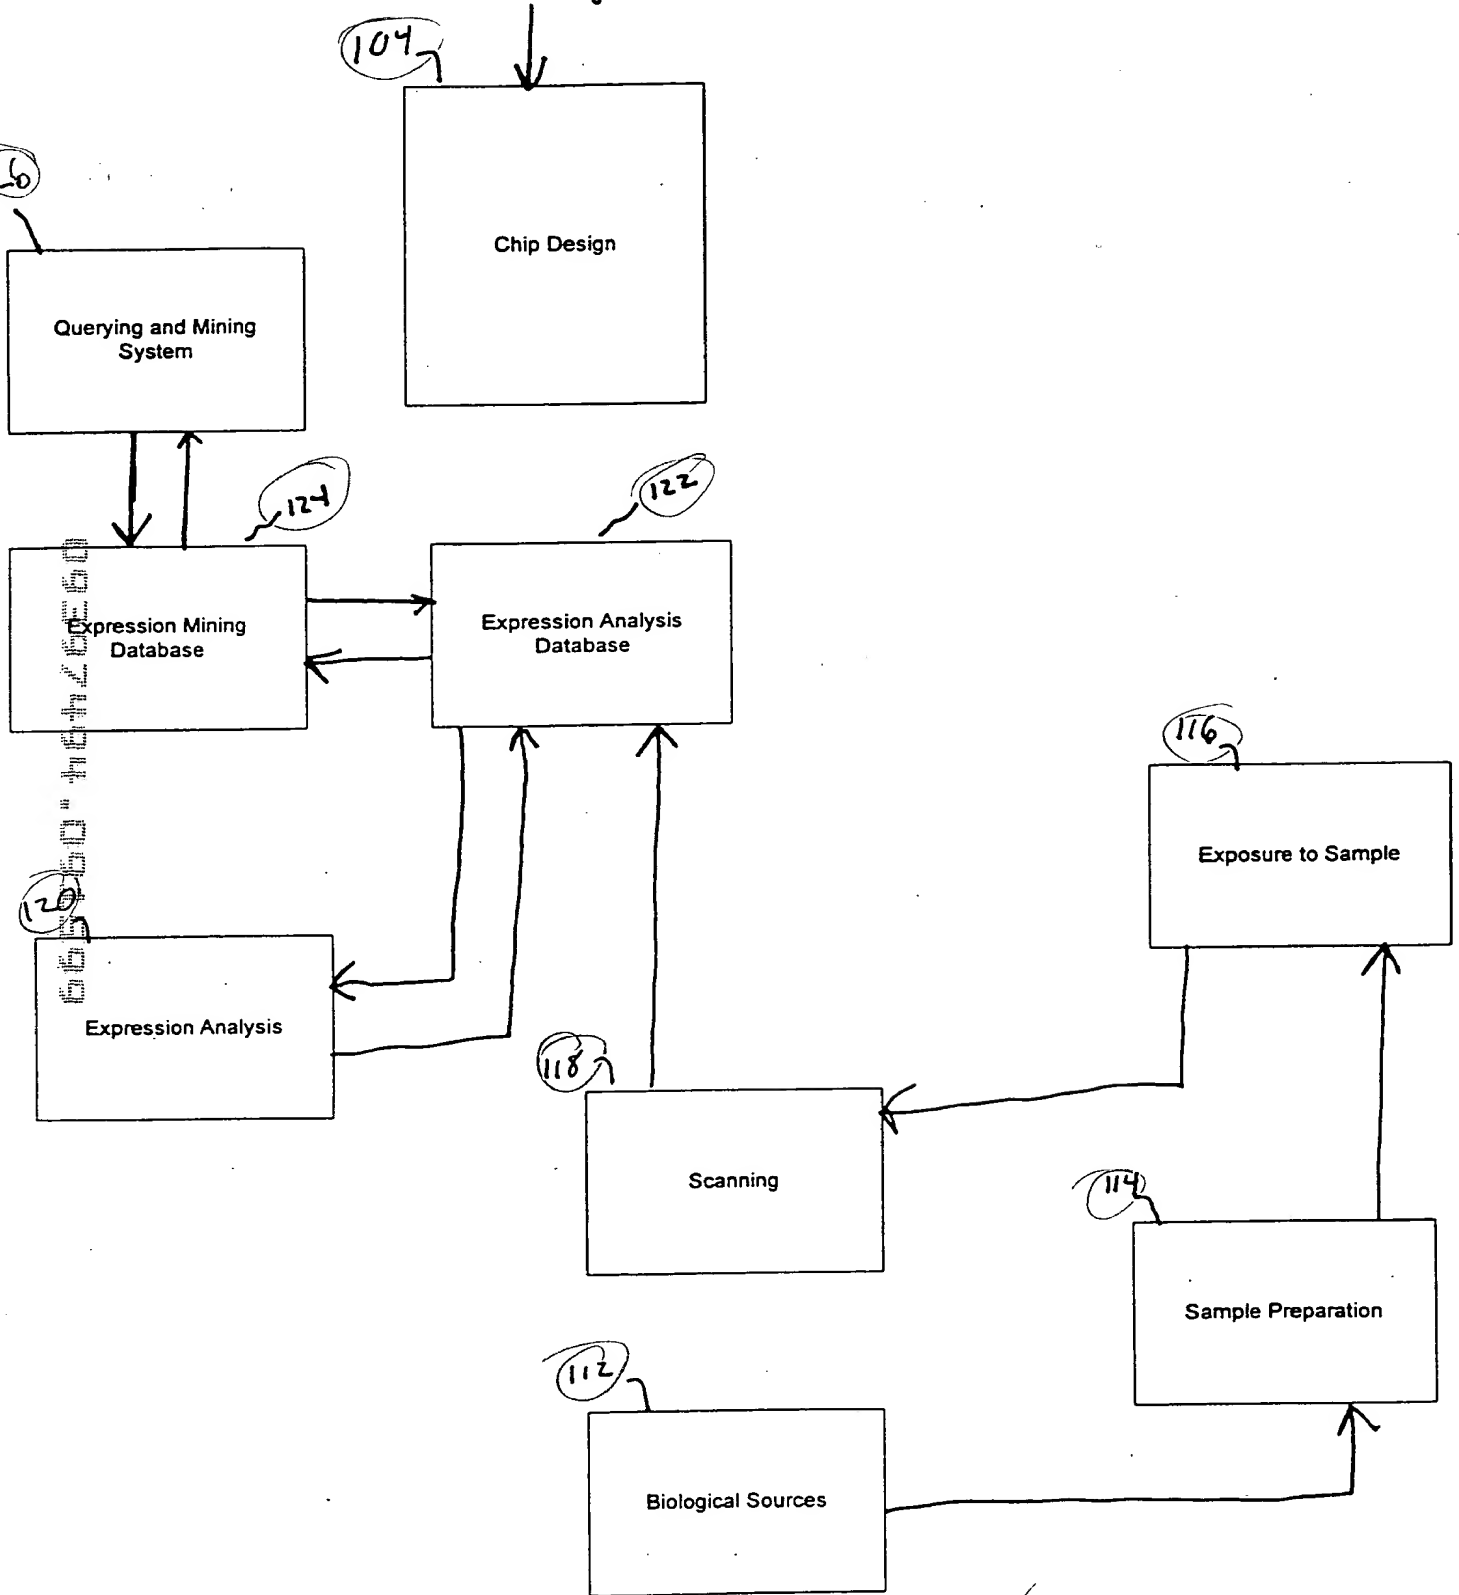 104
Chip Design
Querying and Mining
System
124
122
Expression Mining
Database
Expression Analysis
Database
116
Exposure to Sample
120
Expression Analysis
118
Scanning
114
Sample Preparation
112
Biological Sources